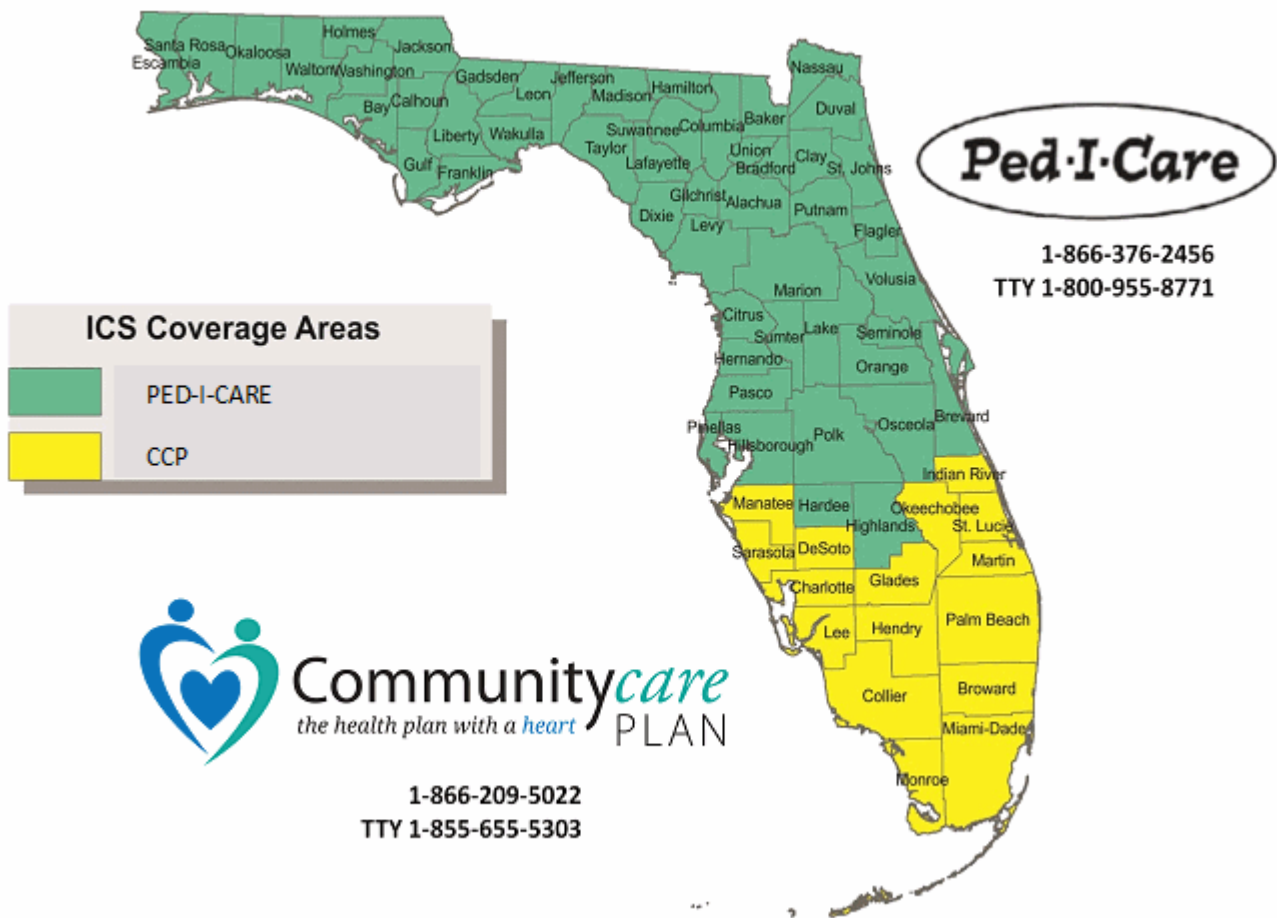 Holmes
Santa Rosa
Okaloosa
Jackson
Escambia
Walton
Washington
Gadsden
Jefferson
Hamilton
Nassau
Leon
Madison
Bay
Calhoun
Duval
Baker
Liberty
Wakulla
Suwannee
Columbia
Taylor
Union
Clay
Lafayette
Bradford
St. Johns
Gulf
Franklin
Gilchrist
Alachua
Putnam
Dixie
Levy
Flagler
Ped·I·Care
1-866-376-2456
TTY 1-800-955-8771
Volusia
Marion
Citrus
Sumter
Lake
Seminole
Hernando
Orange
Pasco
Pinellas
Hillsborough
Polk
Osceola
Brevard
ICS Coverage Areas
PED-I-CARE
CCP
Indian River
Manatee
Hardee
Okeechobee
Highlands
St. Lucie
Sarasota
DeSoto
Martin
Charlotte
Glades
Lee
Hendry
Palm Beach
Collier
Broward
Miami-Dade
Monroe
Communitycare
the health plan with a heart
PLAN
1-866-209-5022
TTY 1-855-655-5303